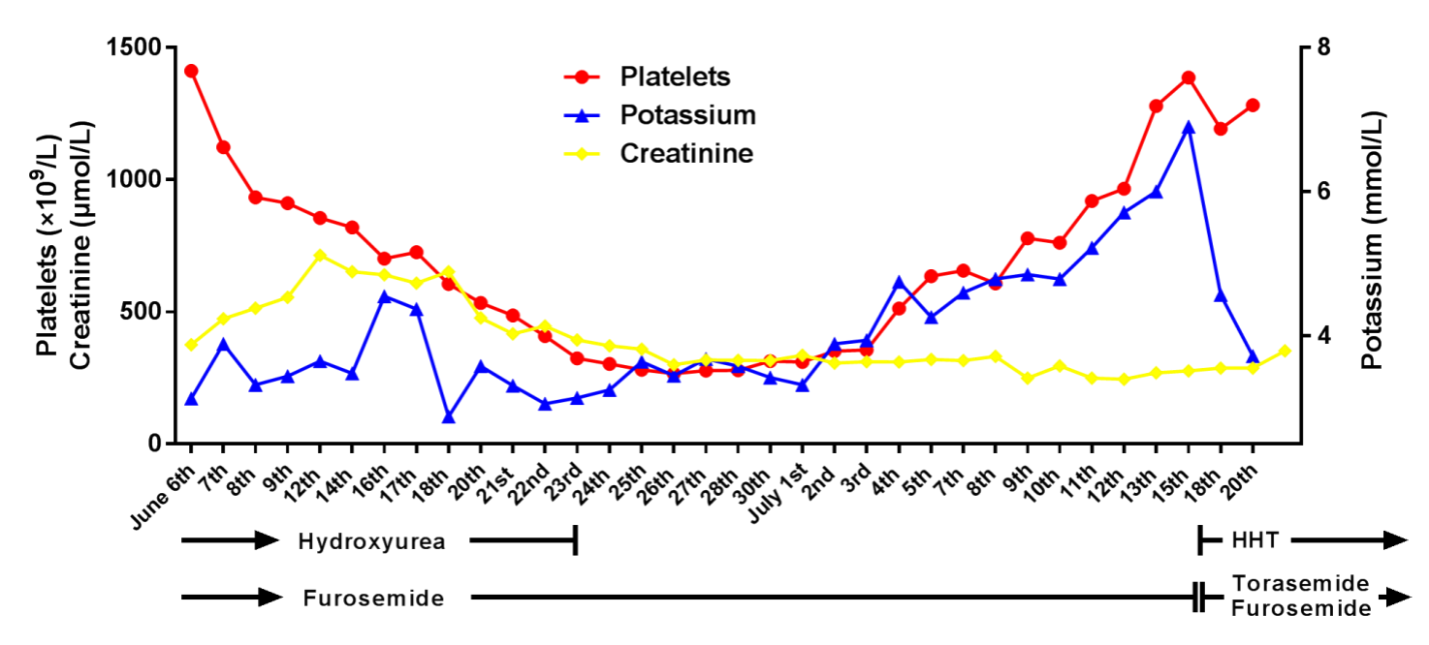 1500
1000
500
0
Platelets (×10⁹/L)
Creatinine (µmol/L)
Platelets
Potassium
Creatinine
8
6
4
Potassium (mmol/L)
June 6th
7th
8th
9th
12th
14th
16th
17th
18th
20th
21st
22nd
23rd
24th
25th
26th
27th
28th
30th
July 1st
2nd
3rd
4th
5th
7th
8th
9th
10th
11th
12th
13th
15th
18th
20th
Hydroxyurea
HHT
Furosemide
Torasemide
Furosemide